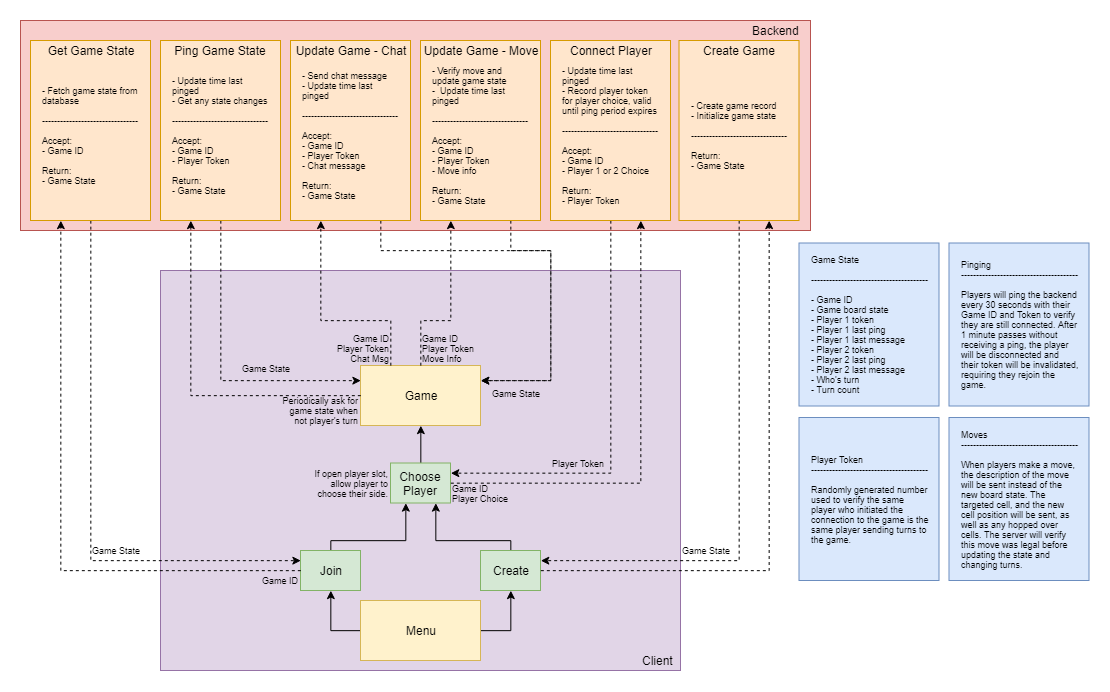 Backend
Get Game State
- Fetch game state from
database
--------------------------------
Accept:
- Game ID
Return:
- Game State
Ping Game State
- Update time last
pinged
- Get any state changes
--------------------------------
Accept:
- Game ID
- Player Token
Return:
- Game State
Update Game - Chat
- Send chat message
- Update time last
pinged
--------------------------------
Accept:
- Game ID
- Player Token
- Chat message
Return:
- Game State
Update Game - Move
- Verify move and
update game state
- Update time last
pinged
--------------------------------
Accept:
- Game ID
- Player Token
- Move info
Return:
- Game State
Connect Player
- Update time last
pinged
- Record player token
for player choice, valid
until ping period expires
--------------------------------
Accept:
- Game ID
- Player 1 or 2 Choice
Return:
- Player Token
Create Game
- Create game record
- Initialize game state
--------------------------------
Return:
- Game State
Game ID
Player Token
Chat Msg
Game ID
Player Token
Move Info
Game State
Game
Game State
Periodically ask for
game state when
not player's turn
If open player slot,
allow player to
choose their side.
Choose
Player
Player Token
Game ID
Player Choice
Game State
Game ID
Join
Create
Game State
Menu
Client
Game State
---------------------------------------
- Game ID
- Game board state
- Player 1 token
- Player 1 last ping
- Player 1 last message
- Player 2 token
- Player 2 last ping
- Player 2 last message
- Who's turn
- Turn count
Pinging
---------------------------------------
Players will ping the backend
every 30 seconds with their
Game ID and Token to verify
they are still connected. After
1 minute passes without
receiving a ping, the player
will be disconnected and
their token will be invalidated,
requiring they rejoin the
game.
Player Token
---------------------------------------
Randomly generated number
used to verify the same
player who initiated the
connection to the game is the
same player sending turns to
the game.
Moves
---------------------------------------
When players make a move,
the description of the move
will be sent instead of the
new board state. The
targeted cell, and the new
cell position will be sent, as
well as any hopped over
cells. The server will verify
this move was legal before
updating the state and
changing turns.